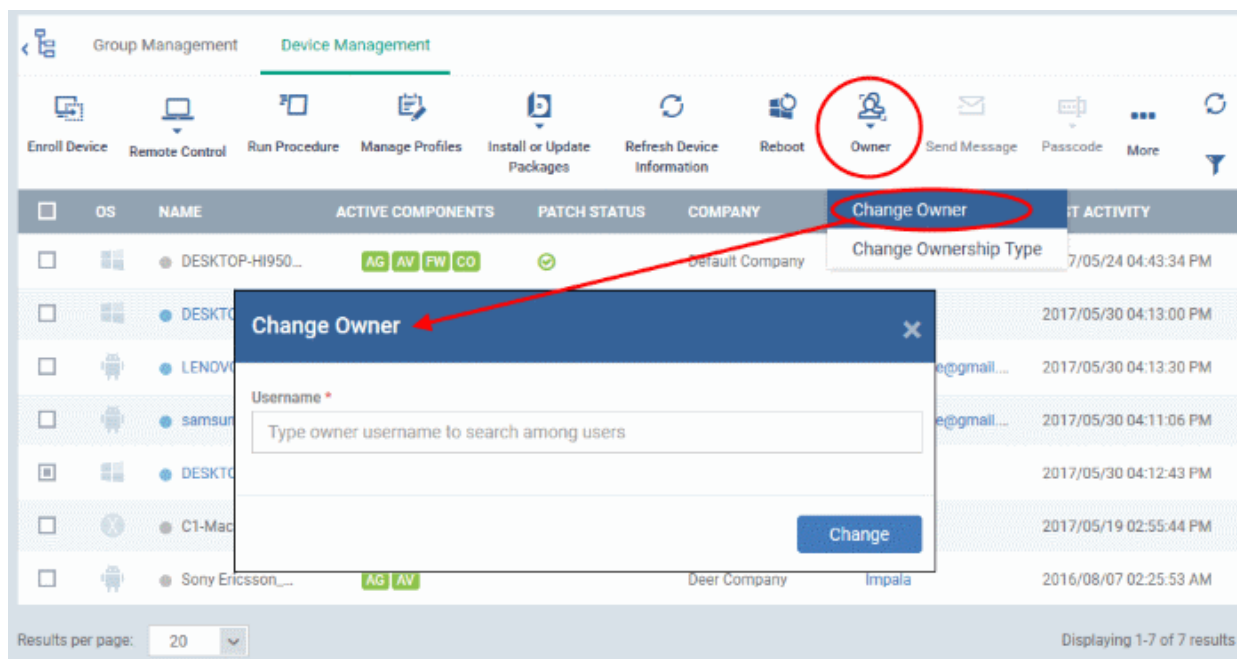 Group Management Device Management
Enroll Device Remote Control Run Procedure Manage Profiles Install or Update Packages Refresh Device Information Reboot Owner Send Message Passcode More
OS NAME ACTIVE COMPONENTS PATCH STATUS COMPANY Change Owner ACTIVITY
Change Ownership Type
DESKTOP-HI950... AG AV FW CO Default Company 7/05/24 04:43:34 PM
DESKTO 2017/05/30 04:13:00 PM
Change Owner
LENOVO e@gmail.... 2017/05/30 04:13:30 PM
Username *
Type owner username to search among users
samsun e@gmail.... 2017/05/30 04:11:06 PM
DESKTO 2017/05/30 04:12:43 PM
C1-Mac 2017/05/19 02:55:44 PM
Change
Sony Ericsson_... AG AV Deer Company Impala 2016/08/07 02:25:53 AM
Results per page: 20 Displaying 1-7 of 7 results